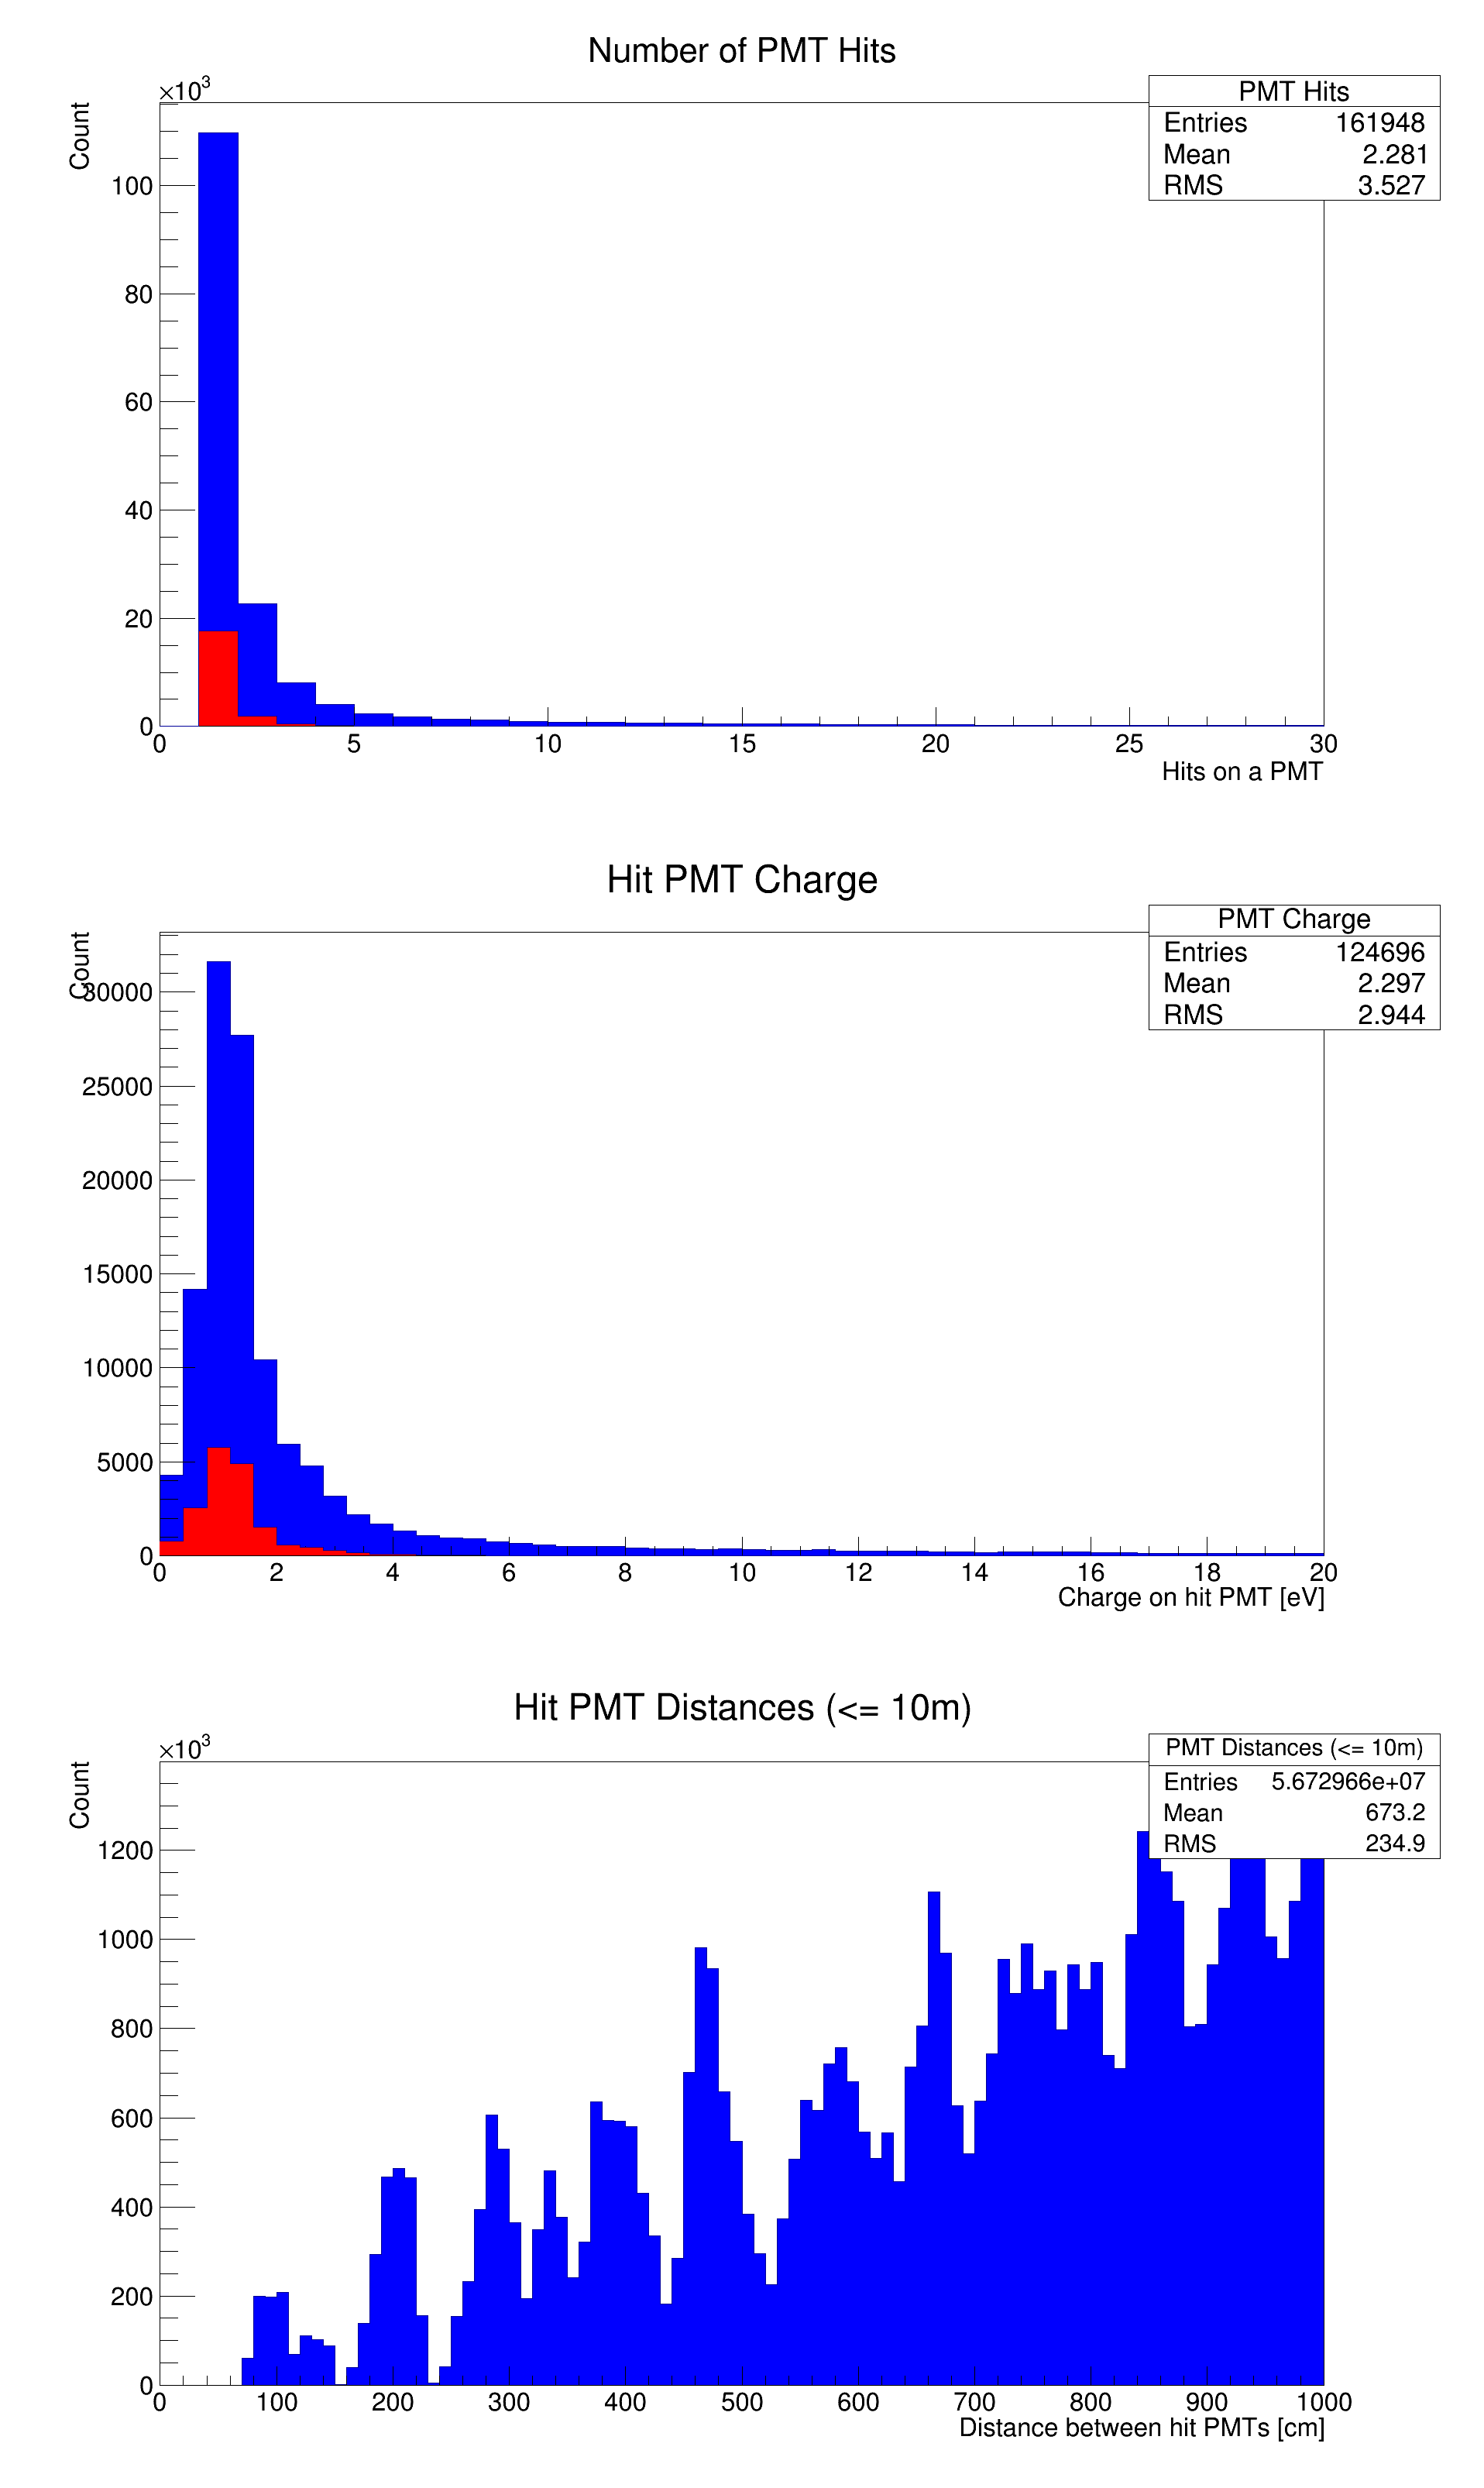 Number of PMT Hits
×10³
Count
PMT Hits
Entries 161948
Mean 2.281
RMS 3.527
100
80
60
40
20
0
0 5 10 15 20 25 30
Hits on a PMT
Hit PMT Charge
Count
PMT Charge
Entries 124696
Mean 2.297
RMS 2.944
30000
25000
20000
15000
10000
5000
0
0 2 4 6 8 10 12 14 16 18 20
Charge on hit PMT [eV]
Hit PMT Distances (<= 10m)
×10³
Count
PMT Distances (<= 10m)
Entries 5.672966e+07
Mean 673.2
RMS 234.9
1200
1000
800
600
400
200
0
0 100 200 300 400 500 600 700 800 900 1000
Distance between hit PMTs [cm]